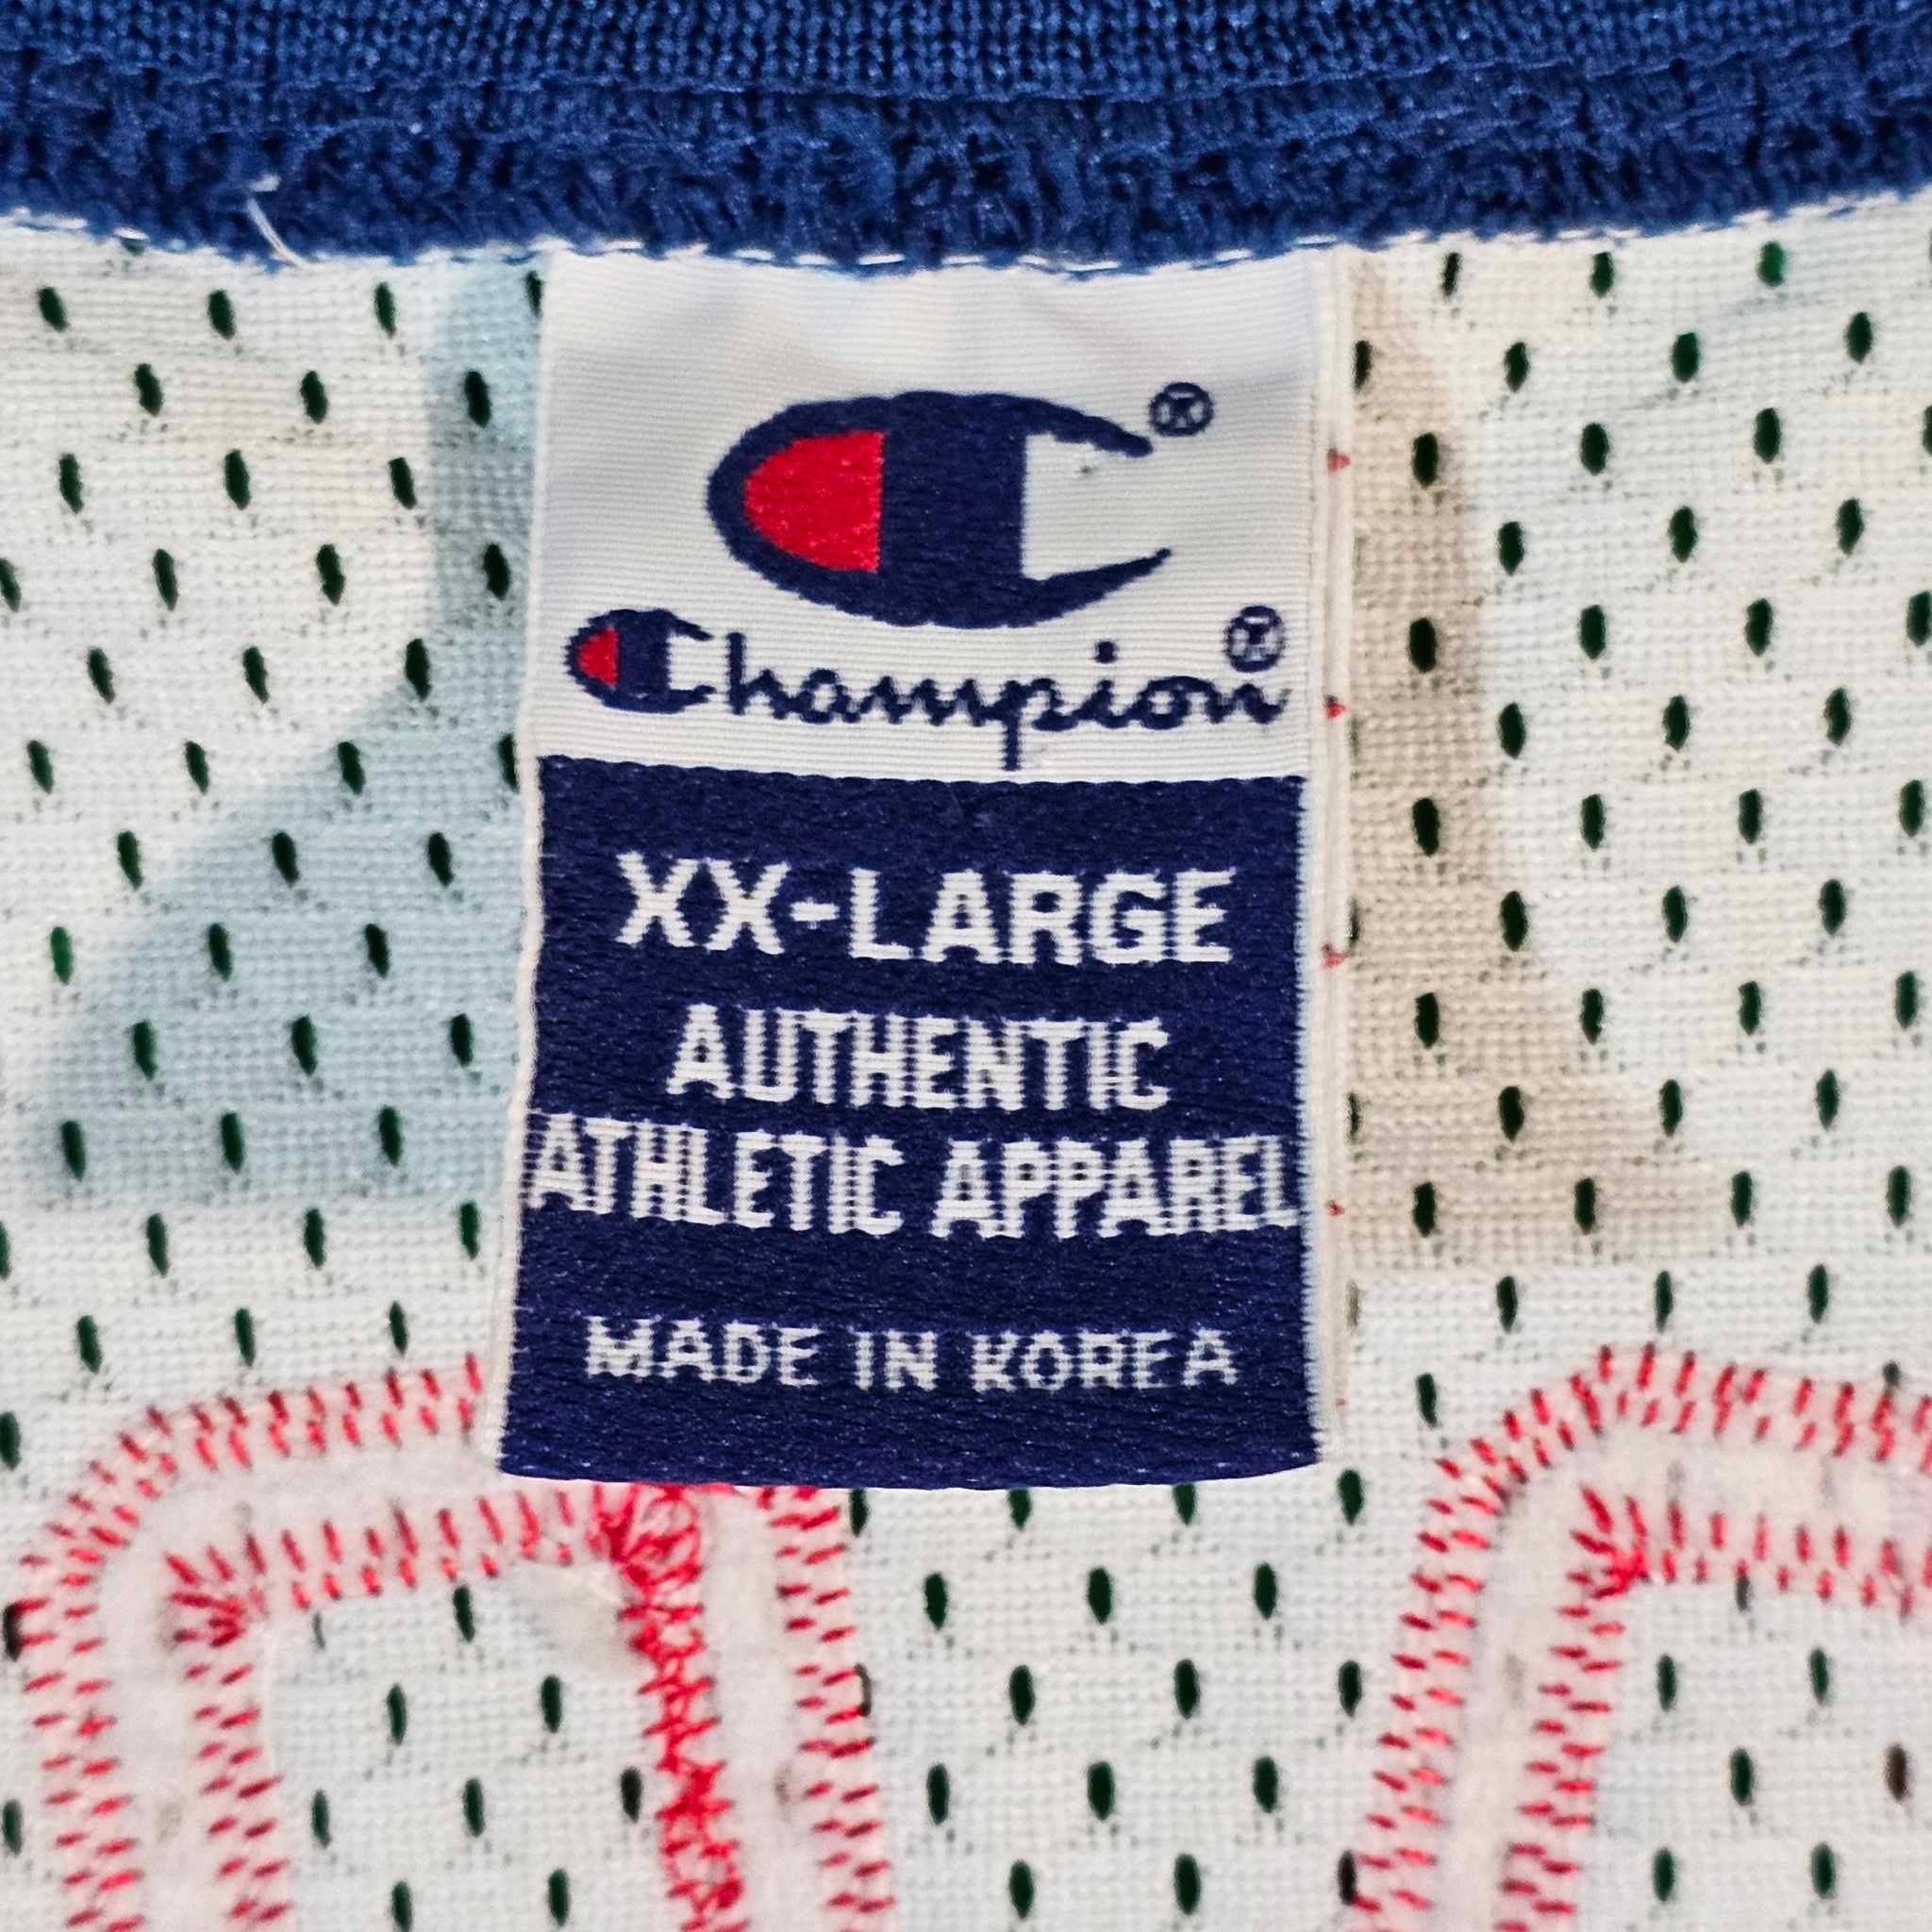 Champion®
XX-LARGE
AUTHENTIC
ATHLETIC APPAREL
MADE IN KOREA